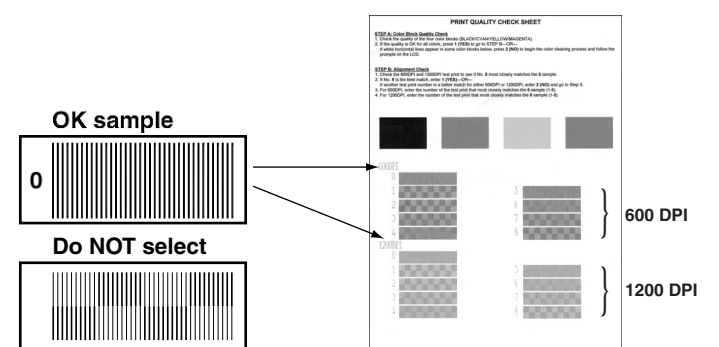 PRINT QUALITY CHECK SHEET
STEP A: Color Block Quality Check
1. Check the quality of the four color blocks (BLACK/CYAN/YELLOW/MAGENTA).
2. If the quality is OK for all colors, press 1 (YES) to go to STEP B—OR—
If white horizontal lines appear in some color blocks below, press 2 (NO) to begin the color cleaning process and follow the
prompts on the LCD.
STEP B: Alignment Check
1. Check the 600DPI and 1200DPI test print to see if No. 5 most closely matches the 0 sample.
2. If No. 5 is the best match, enter 1 (YES)—OR—
If another test print number is a better match for either 600DPI or 1200DPI, enter 2 (NO) and go to Step 3.
3. For 600DPI, enter the number of the test print that most closely matches the 0 sample (1-8).
4. For 1200DPI, enter the number of the test print that most closely matches the 0 sample (1-8).
OK sample
0
Do NOT select
600DPI
0
1
2
3
4
5
6
7
8
600 DPI
1200DPI
0
1
2
3
4
5
6
7
8
1200 DPI